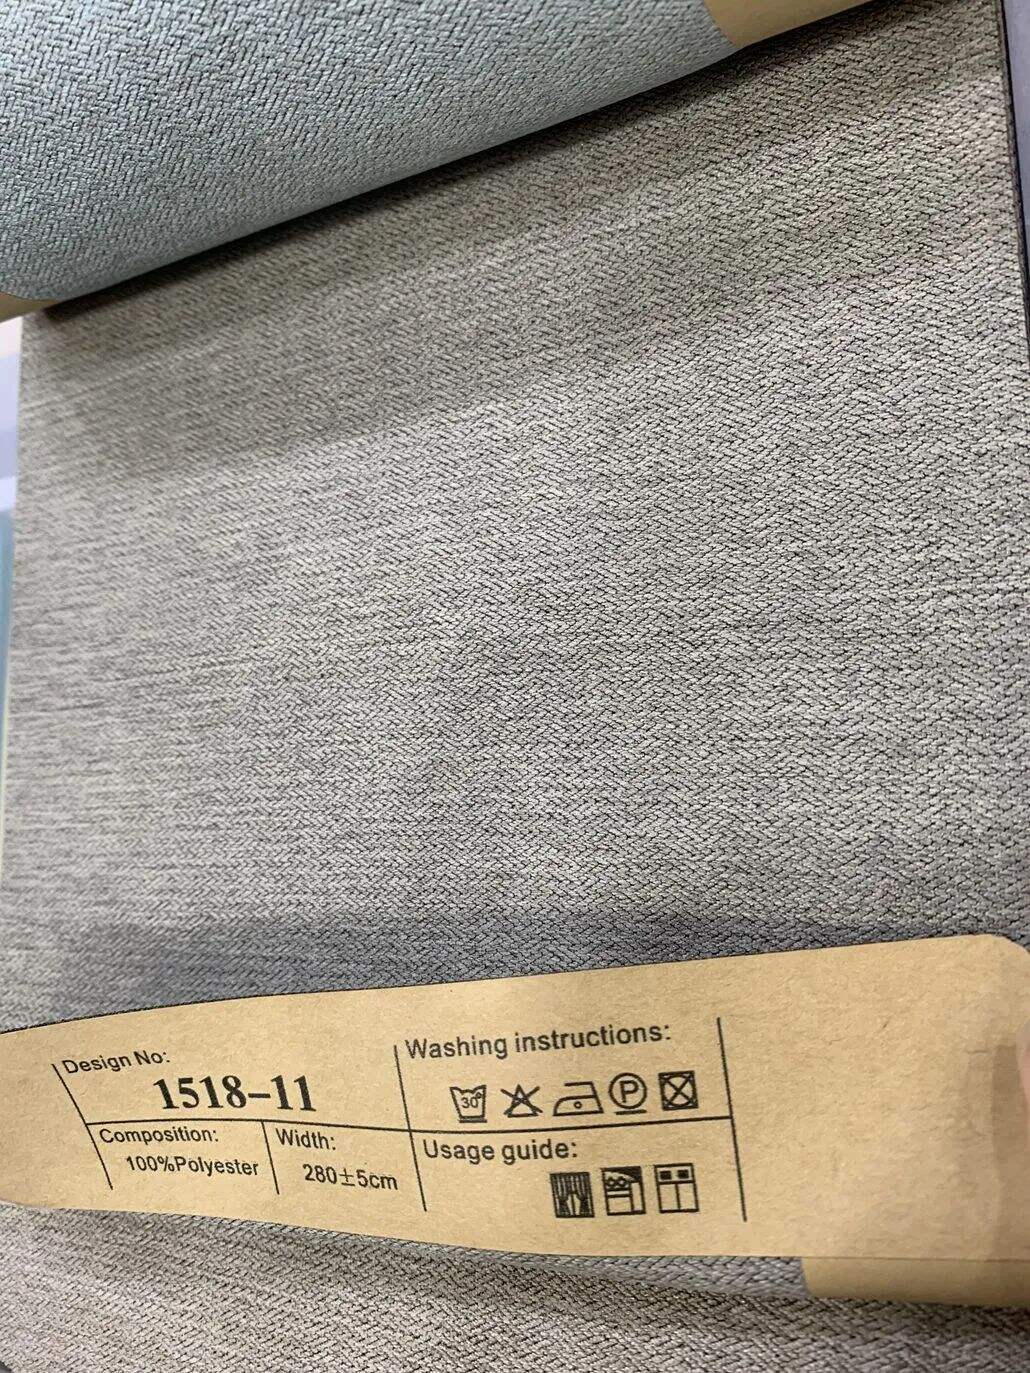 Design No:
1518-11
Composition:
100%Polyester
Width:
280±5cm
Washing instructions:
30°
P
Usage guide: